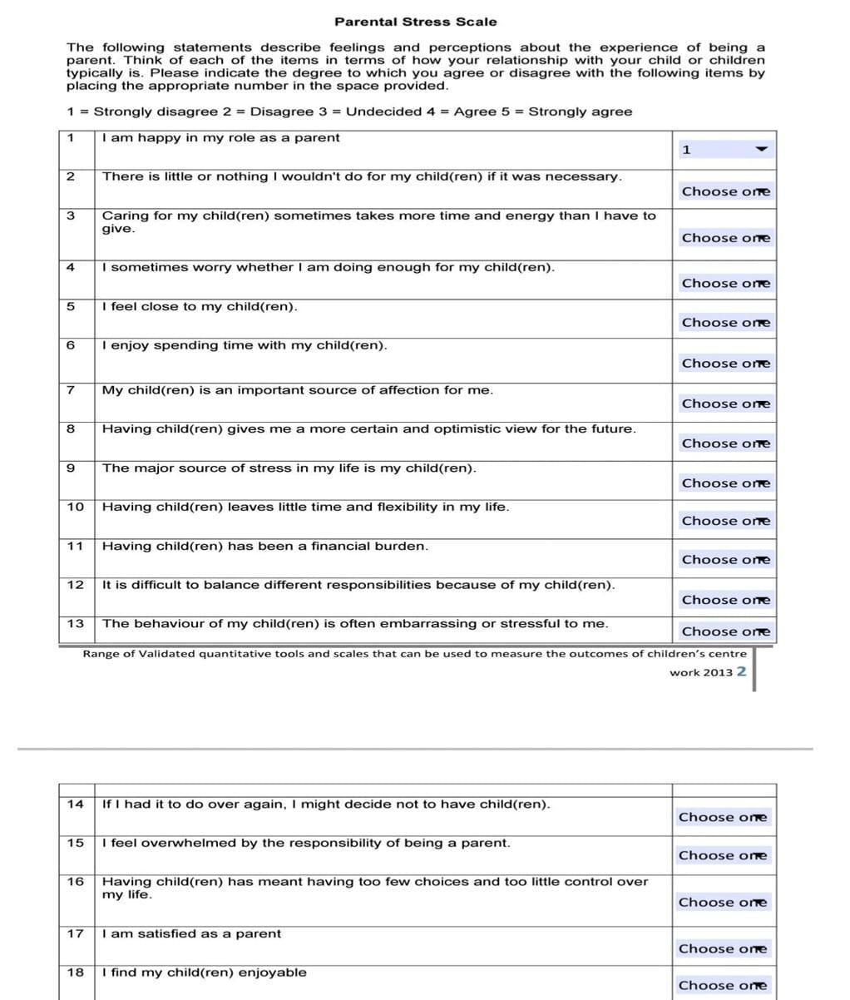 Parental Stress Scale
The following statements describe feelings and perceptions about the experience of being a
parent. Think of each of the items in terms of how your relationship with your child or children
typically is. Please indicate the degree to which you agree or disagree with the following items by
placing the appropriate number in the space provided.
1 = Strongly disagree 2 = Disagree 3 = Undecided 4 = Agree 5 = Strongly agree
1 I am happy in my role as a parent
1
2 There is little or nothing I wouldn't do for my child(ren) if it was necessary.
Choose one
3 Caring for my child(ren) sometimes takes more time and energy than I have to
give.
Choose one
4 I sometimes worry whether I am doing enough for my child(ren).
Choose one
5 I feel close to my child(ren).
Choose one
6 I enjoy spending time with my child(ren).
Choose one
7 My child(ren) is an important source of affection for me.
Choose one
8 Having child(ren) gives me a more certain and optimistic view for the future.
Choose one
9 The major source of stress in my life is my child(ren).
Choose one
10 Having child(ren) leaves little time and flexibility in my life.
Choose one
11 Having child(ren) has been a financial burden.
Choose one
12 It is difficult to balance different responsibilities because of my child(ren).
Choose one
13 The behaviour of my child(ren) is often embarrassing or stressful to me.
Choose one
Range of Validated quantitative tools and scales that can be used to measure the outcomes of children's centre
work 2013 2
14 If I had it to do over again, I might decide not to have child(ren).
Choose one
15 I feel overwhelmed by the responsibility of being a parent.
Choose one
16 Having child(ren) has meant having too few choices and too little control over
my life.
Choose one
17 I am satisfied as a parent
Choose one
18 I find my child(ren) enjoyable
Choose one